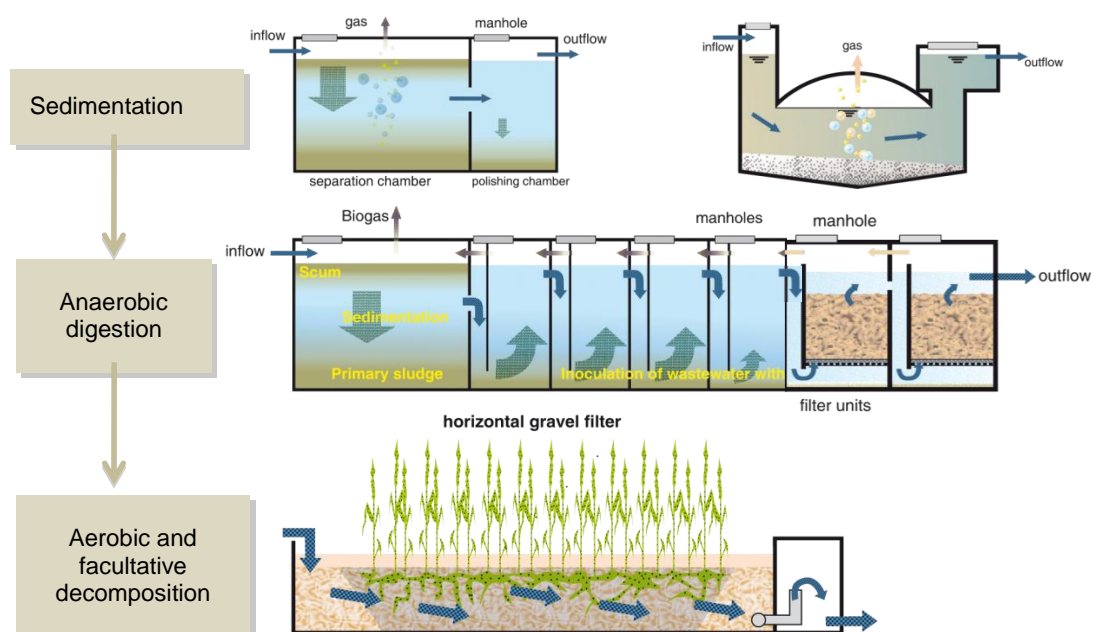 Sedimentation
gas
manhole
inflow
outflow
separation chamber
polishing chamber
inflow
gas
outflow
Anaerobic
digestion
Biogas
manholes
manhole
inflow
outflow
Scum
Sedimentation
Primary sludge
Inoculation of wastewater with
filter units
Aerobic and
facultative
decomposition
horizontal gravel filter